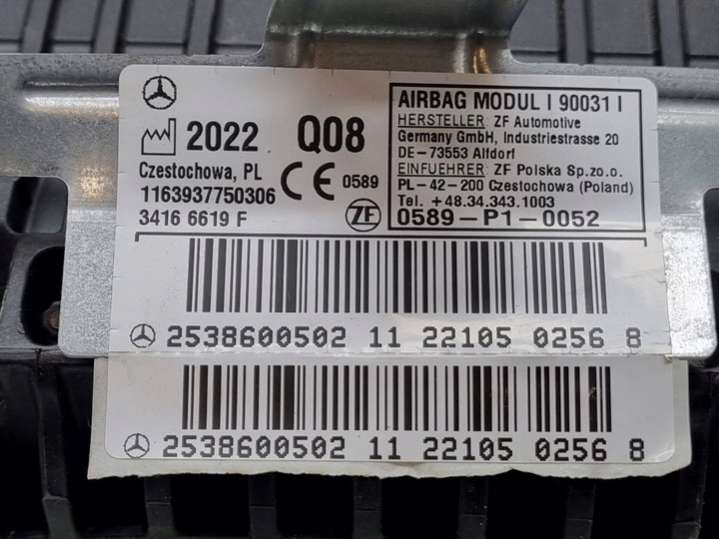 2022 Q08
Czestochowa, PL
1163937750306
3416 6619 F
CE 0589
ZF
AIRBAG MODUL I 90031 I
HERSTELLER: ZF Automotive
Germany GmbH, Industriestrasse 20
DE-73553 Alfdorf
EINFUEHRER: ZF Polska Sp.zo.o.
PL-42-200 Czestochowa (Poland)
Tel. +48.34.343.1003
0589-P1-0052
2538600502 11 22105 0256 8
2538600502 11 22105 0256 8